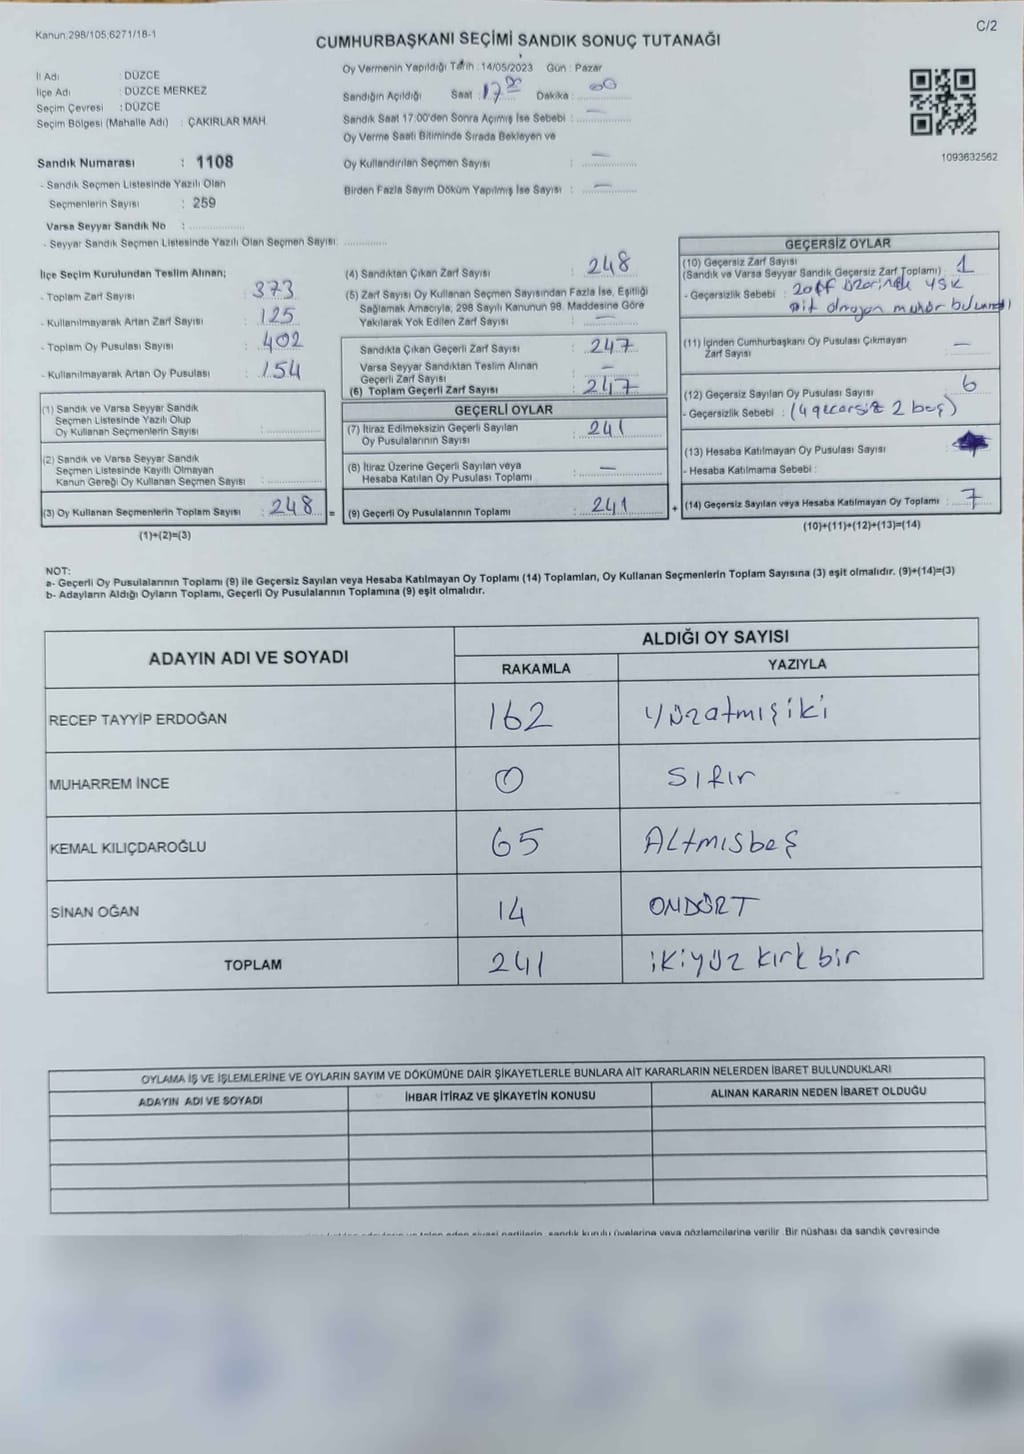 Kanun:298/105,6271/18-1
C/2
CUMHURBAŞKANI SEÇİMİ SANDIK SONUÇ TUTANAĞI
İl Adı : DÜZCE
İlçe Adı : DÜZCE MERKEZ
Seçim Çevresi : DÜZCE
Seçim Bölgesi (Mahalle Adı) : ÇAKIRLAR MAH.
Sandık Numarası : 1108
- Sandık Seçmen Listesinde Yazılı Olan
Seçmenlerin Sayısı : 259
Varsa Seyyar Sandık No :
- Seyyar Sandık Seçmen Listesinde Yazılı Olan Seçmen Sayısı:
Oy Vermenin Yapıldığı Tarih : 14/05/2023 Gün : Pazar
Sandığın Açıldığı Saat : 17 00 Dakika : 00
Sandık Saat 17:00'den Sonra Açılmış İse Sebebi : —
Oy Verme Saati Bitiminde Sırada Bekleyen ve
Oy Kullandırılan Seçmen Sayısı : —
Birden Fazla Sayım Döküm Yapılmış İse Sayısı : —
1093632562
İlçe Seçim Kurulundan Teslim Alınan;
- Toplam Zarf Sayısı : 373
- Kullanılmayarak Artan Zarf Sayısı : 125
- Toplam Oy Pusulası Sayısı : 402
- Kullanılmayarak Artan Oy Pusulası : 154
(1) Sandık ve Varsa Seyyar Sandık
Seçmen Listesinde Yazılı Olup
Oy Kullanan Seçmenlerin Sayısı :
(2) Sandık ve Varsa Seyyar Sandık
Seçmen Listesinde Kayıtlı Olmayan
Kanun Gereği Oy Kullanan Seçmen Sayısı :
(3) Oy Kullanan Seçmenlerin Toplam Sayısı : 248 =
(1)+(2)=(3)
(4) Sandıktan Çıkan Zarf Sayısı : 248
(5) Zarf Sayısı Oy Kullanan Seçmen Sayısından Fazla İse, Eşitliği
Sağlamak Amacıyla, 298 Sayılı Kanunun 98. Maddesine Göre
Yakılarak Yok Edilen Zarf Sayısı : —
Sandıkta Çıkan Geçerli Zarf Sayısı : 247
Varsa Seyyar Sandıktan Teslim Alınan
Geçerli Zarf Sayısı : —
(6) Toplam Geçerli Zarf Sayısı : 247
GEÇERLİ OYLAR
(7) İtiraz Edilmeksizin Geçerli Sayılan
Oy Pusulalarının Sayısı : 241
(8) İtiraz Üzerine Geçerli Sayılan veya
Hesaba Katılan Oy Pusulası Toplamı : —
(9) Geçerli Oy Pusulalarının Toplamı : 241 +
GEÇERSİZ OYLAR
(10) Geçersiz Zarf Sayısı
(Sandık ve Varsa Seyyar Sandık Geçersiz Zarf Toplamı) : 1
- Geçersizlik Sebebi : zarf üzerinde YSK
ait olmayan mühür bulunması
(11) İçinden Cumhurbaşkanı Oy Pusulası Çıkmayan
Zarf Sayısı : —
(12) Geçersiz Sayılan Oy Pusulası Sayısı : 6
- Geçersizlik Sebebi : (4 gecersiz 2 boş)
(13) Hesaba Katılmayan Oy Pusulası Sayısı :
- Hesaba Katılmama Sebebi :
(14) Geçersiz Sayılan veya Hesaba Katılmayan Oy Toplamı : 7
(10)+(11)+(12)+(13)=(14)
NOT:
a- Geçerli Oy Pusulalarının Toplamı (9) ile Geçersiz Sayılan veya Hesaba Katılmayan Oy Toplamı (14) Toplamları, Oy Kullanan Seçmenlerin Toplam Sayısına (3) eşit olmalıdır. (9)+(14)=(3)
b- Adayların Aldığı Oyların Toplamı, Geçerli Oy Pusulalarının Toplamına (9) eşit olmalıdır.
ADAYIN ADI VE SOYADI ALDIĞI OY SAYISI
RAKAMLA YAZIYLA
RECEP TAYYİP ERDOĞAN 162 Yüzatmışiki
MUHARREM İNCE 0 Sıfır
KEMAL KILIÇDAROĞLU 65 Altmısbeş
SİNAN OĞAN 14 ONDÖRT
TOPLAM 241 ikiyüz kırk bir
OYLAMA İŞ VE İŞLEMLERİNE VE OYLARIN SAYIM VE DÖKÜMÜNE DAİR ŞİKAYETLERLE BUNLARA AİT KARARLARIN NELERDEN İBARET BULUNDUKLARI
ADAYIN ADI VE SOYADI İHBAR İTİRAZ VE ŞİKAYETİN KONUSU ALINAN KARARIN NEDEN İBARET OLDUĞU
siyasi partilerin, sandık kurulu üyelerine veya gözlemcilerine verilir. Bir nüshası da sandık çevresinde